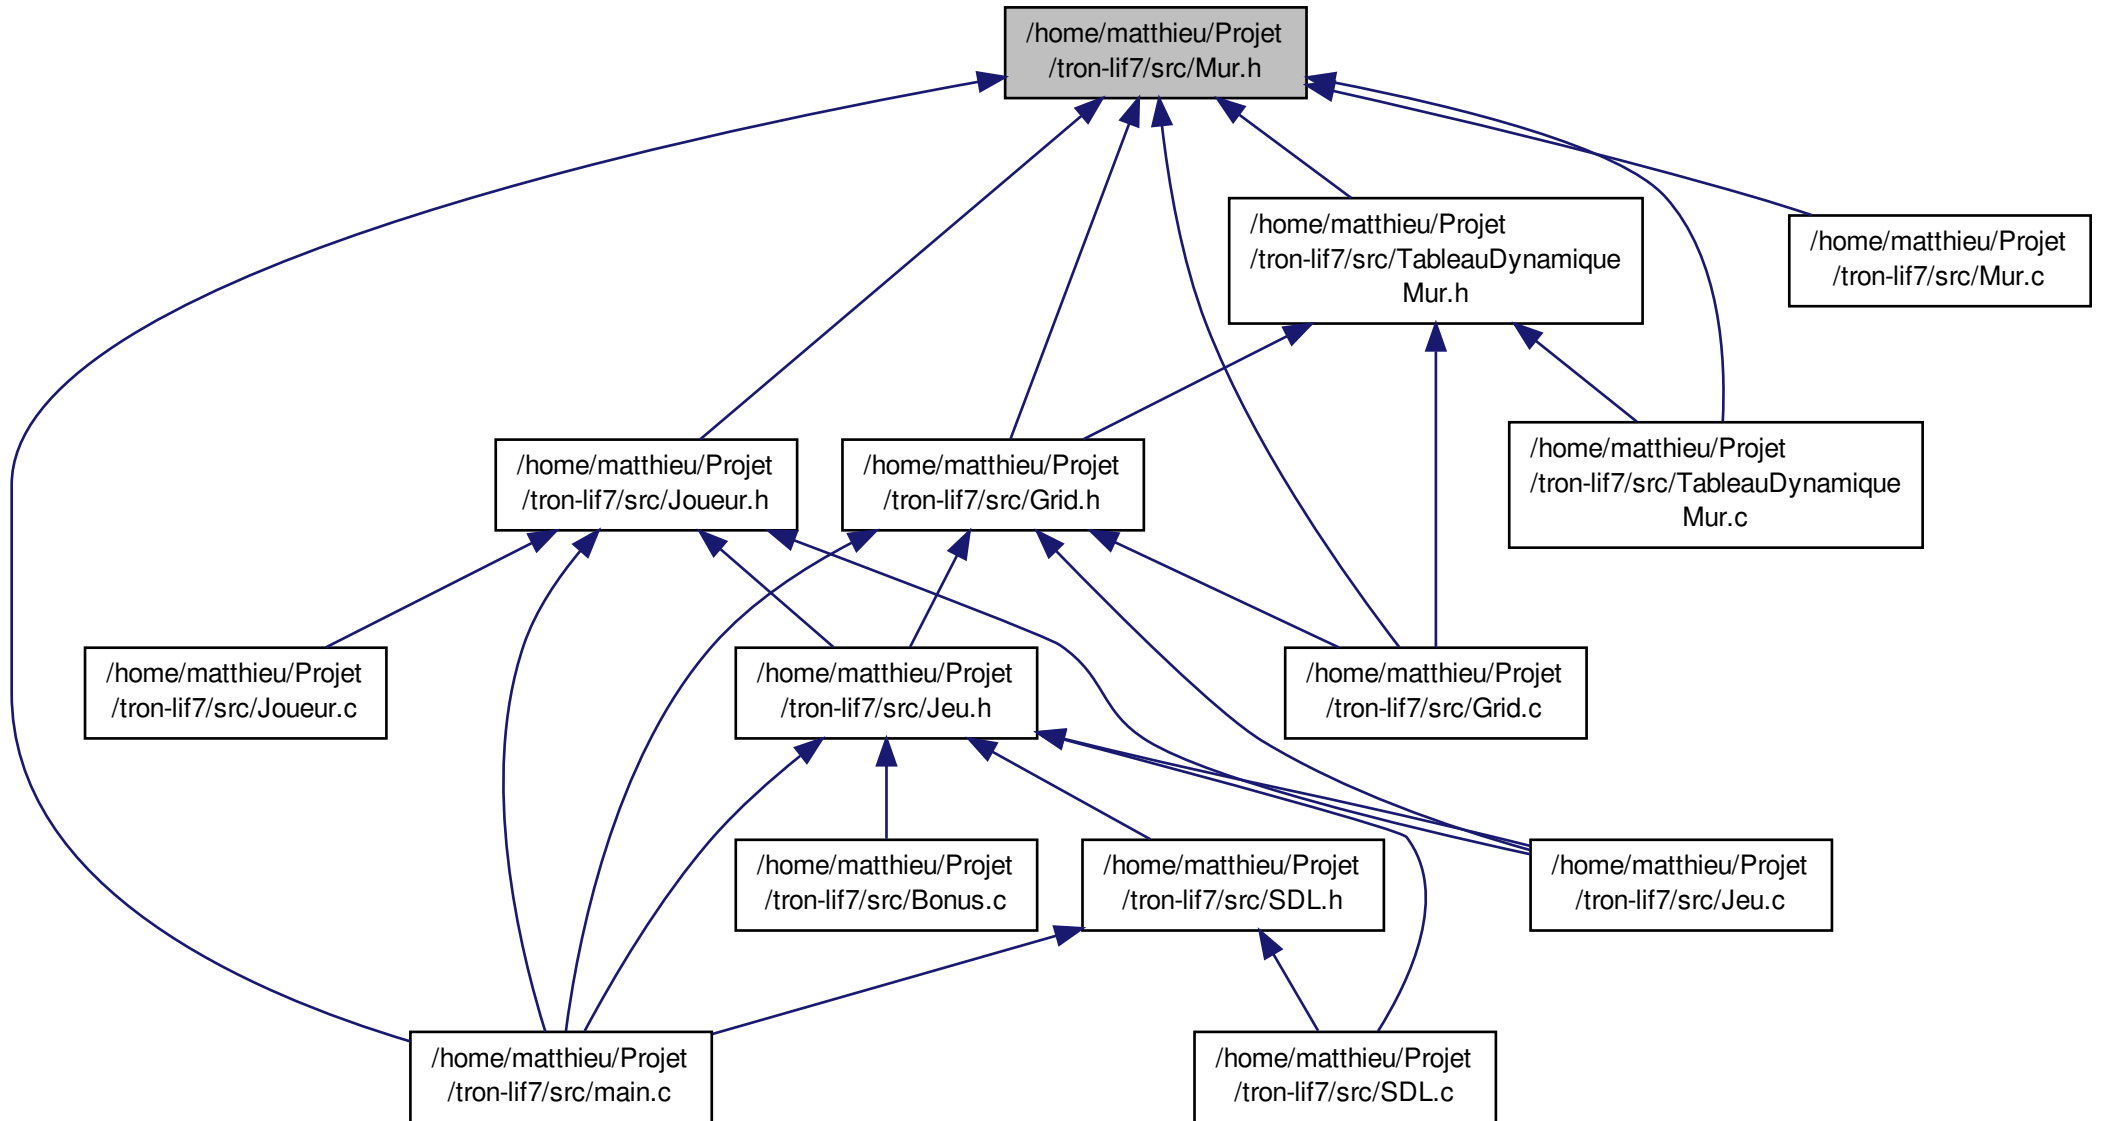 /home/matthieu/Projet
/tron-lif7/src/Mur.h
/home/matthieu/Projet
/tron-lif7/src/TableauDynamique
Mur.h
/home/matthieu/Projet
/tron-lif7/src/Mur.c
/home/matthieu/Projet
/tron-lif7/src/Joueur.h
/home/matthieu/Projet
/tron-lif7/src/Grid.h
/home/matthieu/Projet
/tron-lif7/src/TableauDynamique
Mur.c
/home/matthieu/Projet
/tron-lif7/src/Joueur.c
/home/matthieu/Projet
/tron-lif7/src/Jeu.h
/home/matthieu/Projet
/tron-lif7/src/Grid.c
/home/matthieu/Projet
/tron-lif7/src/Bonus.c
/home/matthieu/Projet
/tron-lif7/src/SDL.h
/home/matthieu/Projet
/tron-lif7/src/Jeu.c
/home/matthieu/Projet
/tron-lif7/src/main.c
/home/matthieu/Projet
/tron-lif7/src/SDL.c